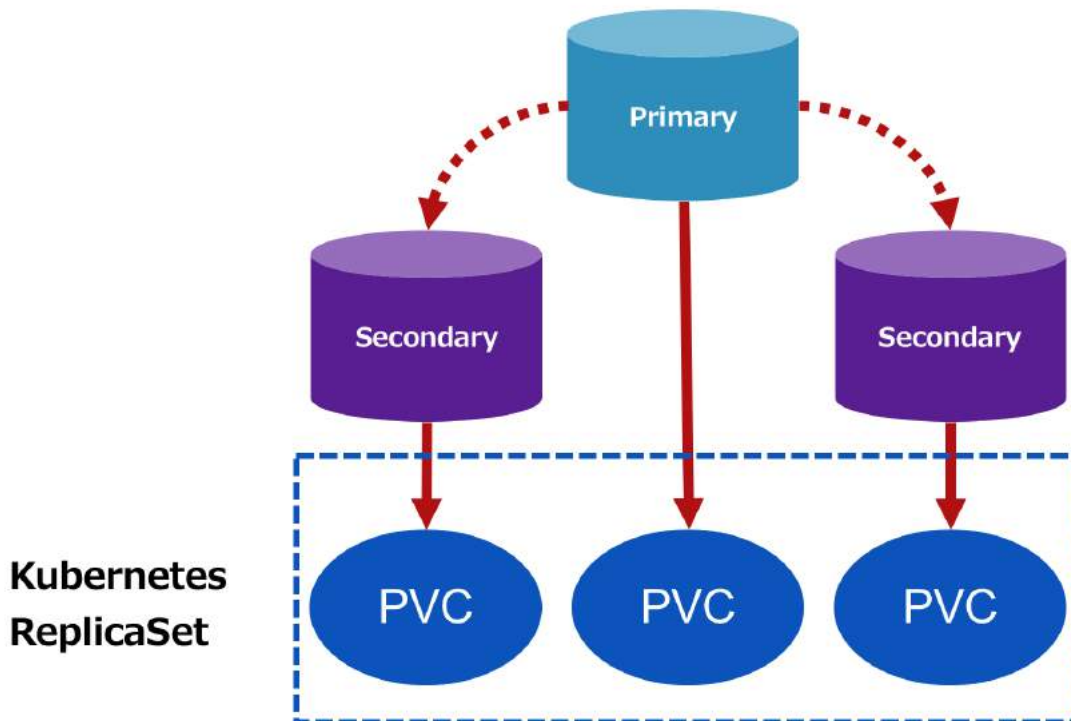 Primary
Secondary
Secondary
Kubernetes
ReplicaSet
PVC
PVC
PVC